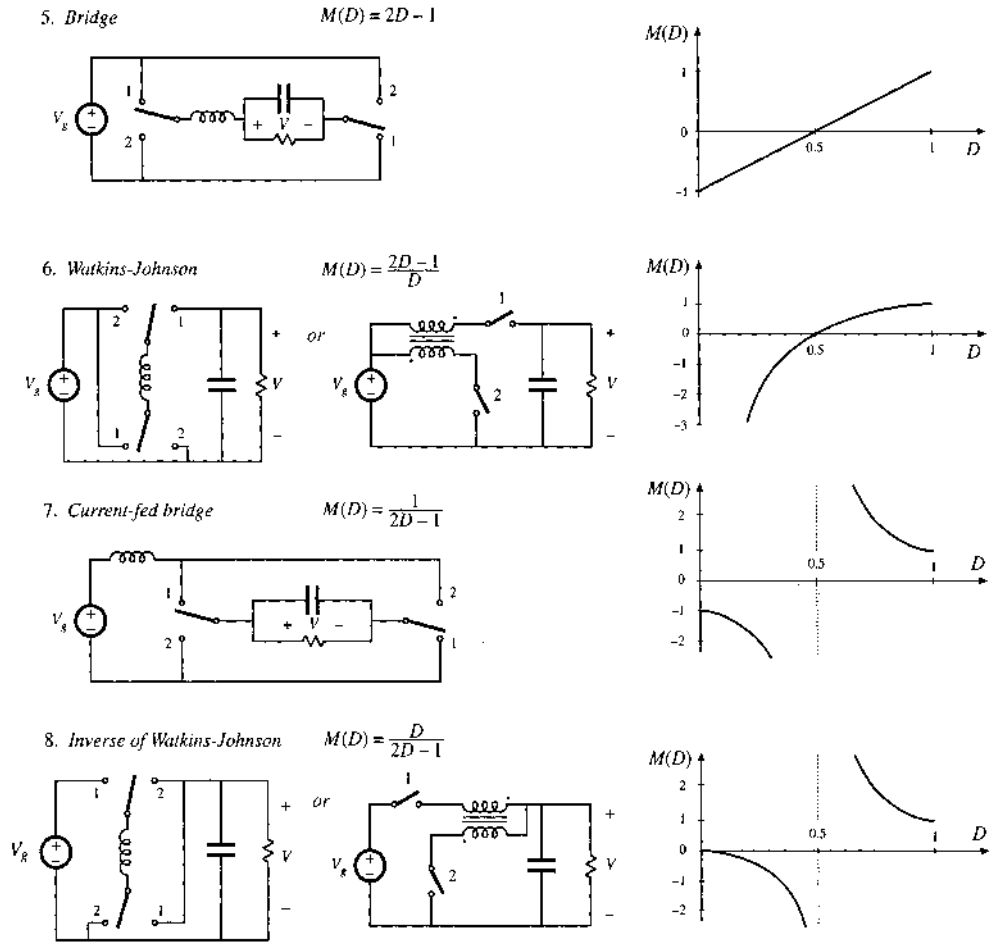 5. Bridge
M(D) = 2D – 1
V_g
+
–
1
2
+ V –
2
1
M(D)
1
0
–1
0.5
1
D
6. Watkins-Johnson
M(D) = \frac{2D – 1}{D}
V_g
+
–
2
1
1
2
+
V
–
or
V_g
+
–
1
2
+
V
–
M(D)
1
0
–1
–2
–3
0.5
1
D
7. Current-fed bridge
M(D) = \frac{1}{2D – 1}
V_g
+
–
1
2
+ V –
2
1
M(D)
2
1
0
–1
–2
0.5
1
D
8. Inverse of Watkins-Johnson
M(D) = \frac{D}{2D – 1}
V_g
+
–
1
2
2
1
+
V
–
or
V_g
+
–
1
2
+
V
–
M(D)
2
1
0
–1
–2
0.5
1
D